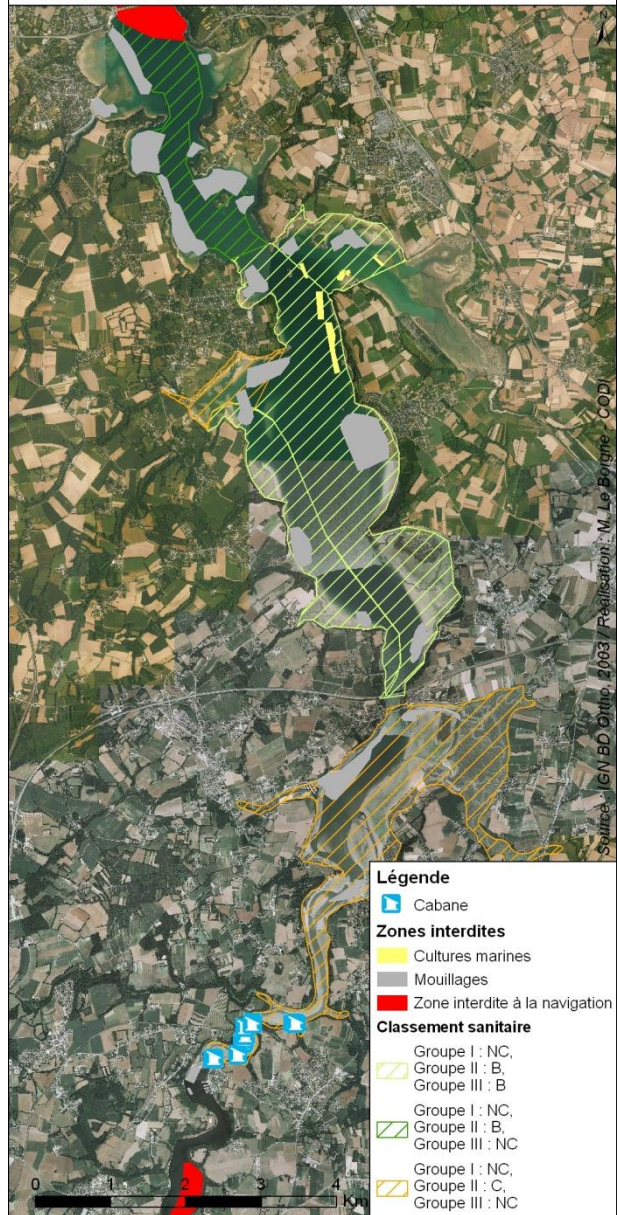 N
Source : IGN BD Ortho, 2003 / Réalisation : M. Le Borgne - CODI
Légende
Cabane
Zones interdites
Cultures marines
Mouillages
Zone interdite à la navigation
Classement sanitaire
Groupe I : NC,
Groupe II : B,
Groupe III : B
Groupe I : NC,
Groupe II : B,
Groupe III : NC
Groupe I : NC,
Groupe II : C,
Groupe III : NC
0 1 2 3 4
Km